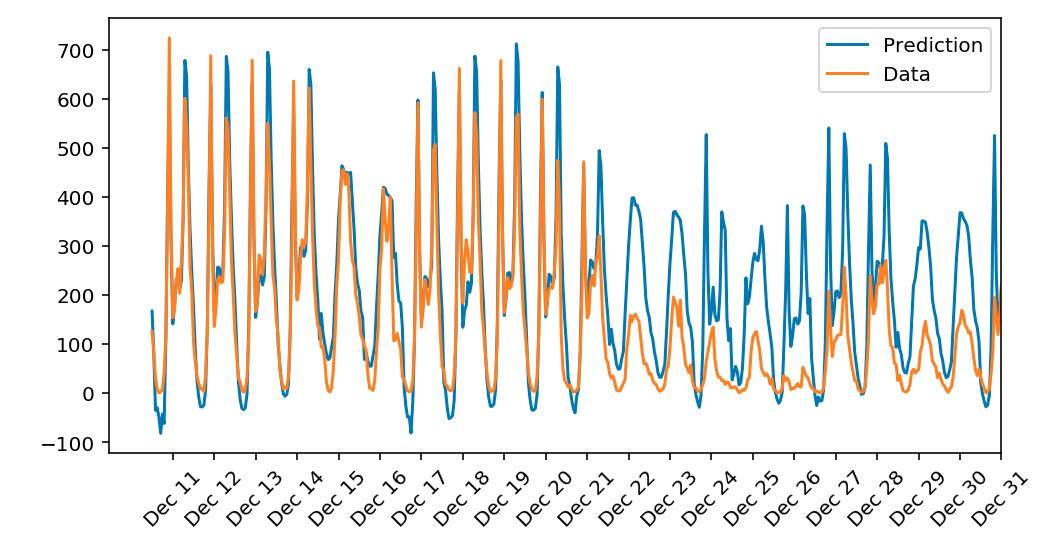 700
600
500
400
300
200
100
0
−100
Prediction
Data
Dec 11
Dec 12
Dec 13
Dec 14
Dec 15
Dec 16
Dec 17
Dec 18
Dec 19
Dec 20
Dec 21
Dec 22
Dec 23
Dec 24
Dec 25
Dec 26
Dec 27
Dec 28
Dec 29
Dec 30
Dec 31